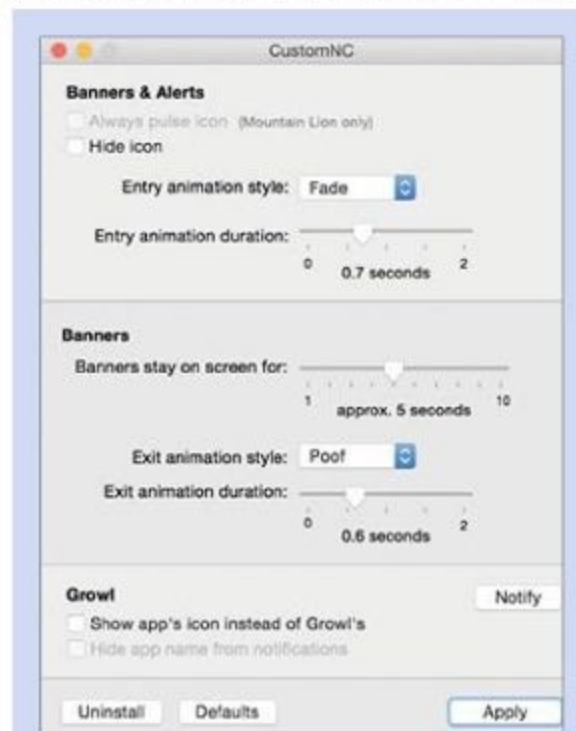 CustomNC
Banners & Alerts
Always pulse icon (Mountain Lion only)
Hide icon
Entry animation style: Fade
Entry animation duration:
0 2
0.7 seconds
Banners
Banners stay on screen for:
1 10
approx. 5 seconds
Exit animation style: Poof
Exit animation duration:
0 2
0.6 seconds
Growl Notify
Show app's icon instead of Growl's
Hide app name from notifications
Uninstall Defaults Apply